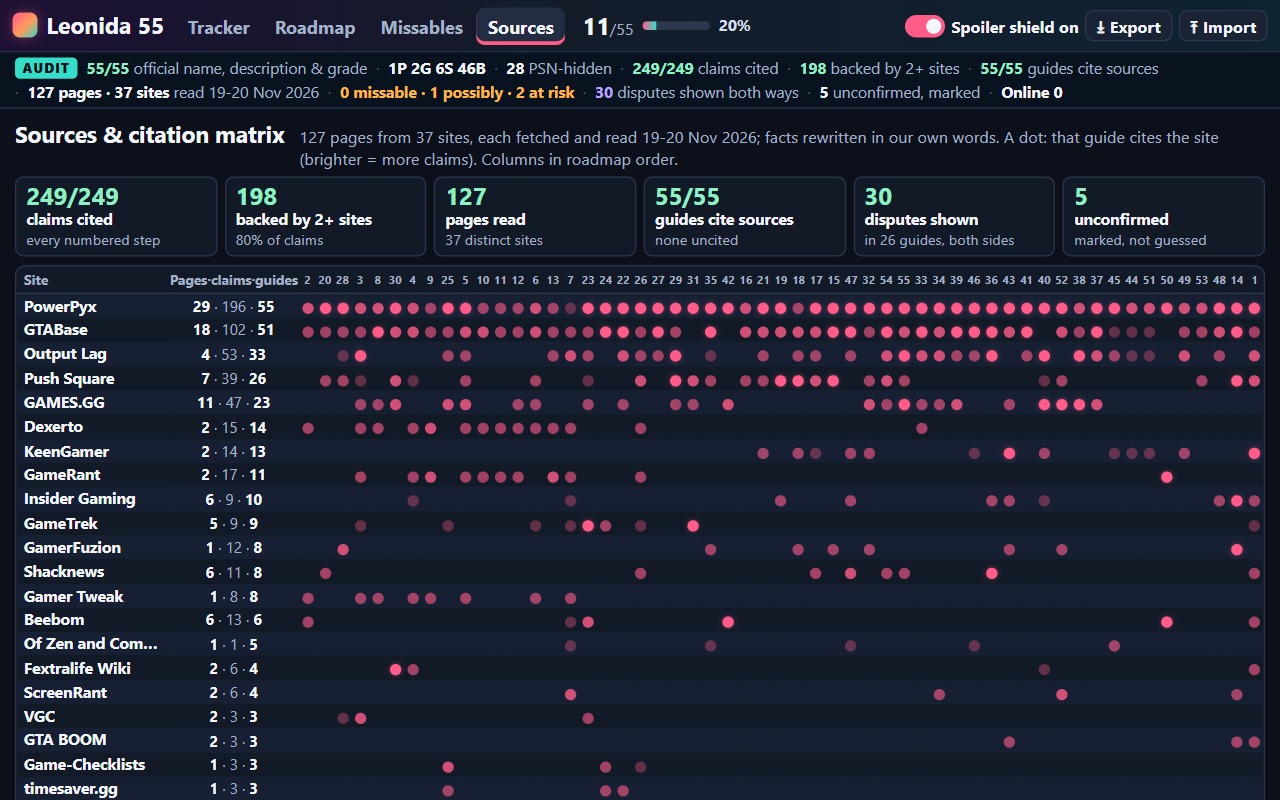 Leonida 55 Tracker Roadmap Missables Sources 11/55 20% Spoiler shield on Export Import
AUDIT 55/55 official name, description & grade · 1P 2G 6S 46B · 28 PSN-hidden · 249/249 claims cited · 198 backed by 2+ sites · 55/55 guides cite sources
· 127 pages · 37 sites read 19-20 Nov 2026 · 0 missable · 1 possibly · 2 at risk · 30 disputes shown both ways · 5 unconfirmed, marked · Online 0
Sources & citation matrix 127 pages from 37 sites, each fetched and read 19-20 Nov 2026; facts rewritten in our own words. A dot: that guide cites the site
(brighter = more claims). Columns in roadmap order.
249/249 198 127 55/55 30 5
claims cited backed by 2+ sites pages read guides cite sources disputes shown unconfirmed
every numbered step 80% of claims 37 distinct sites none uncited in 26 guides, both sides marked, not guessed
Site Pages·claims·guides 2 20 28 3 8 30 4 9 25 5 10 11 12 6 13 7 23 24 22 26 27 29 31 35 42 16 21 19 18 17 15 47 32 54 55 33 34 39 46 36 43 41 40 52 38 37 45 44 51 50 49 53 48 14 1
PowerPyx 29 · 196 · 55
GTABase 18 · 102 · 51
Output Lag 4 · 53 · 33
Push Square 7 · 39 · 26
GAMES.GG 11 · 47 · 23
Dexerto 2 · 15 · 14
KeenGamer 2 · 14 · 13
GameRant 2 · 17 · 11
Insider Gaming 6 · 9 · 10
GameTrek 5 · 9 · 9
GamerFuzion 1 · 12 · 8
Shacknews 6 · 11 · 8
Gamer Tweak 1 · 8 · 8
Beebom 6 · 13 · 6
Of Zen and Com... 1 · 1 · 5
Fextralife Wiki 2 · 6 · 4
ScreenRant 2 · 6 · 4
VGC 2 · 3 · 3
GTA BOOM 2 · 3 · 3
Game-Checklists 1 · 3 · 3
timesaver.gg 1 · 3 · 3